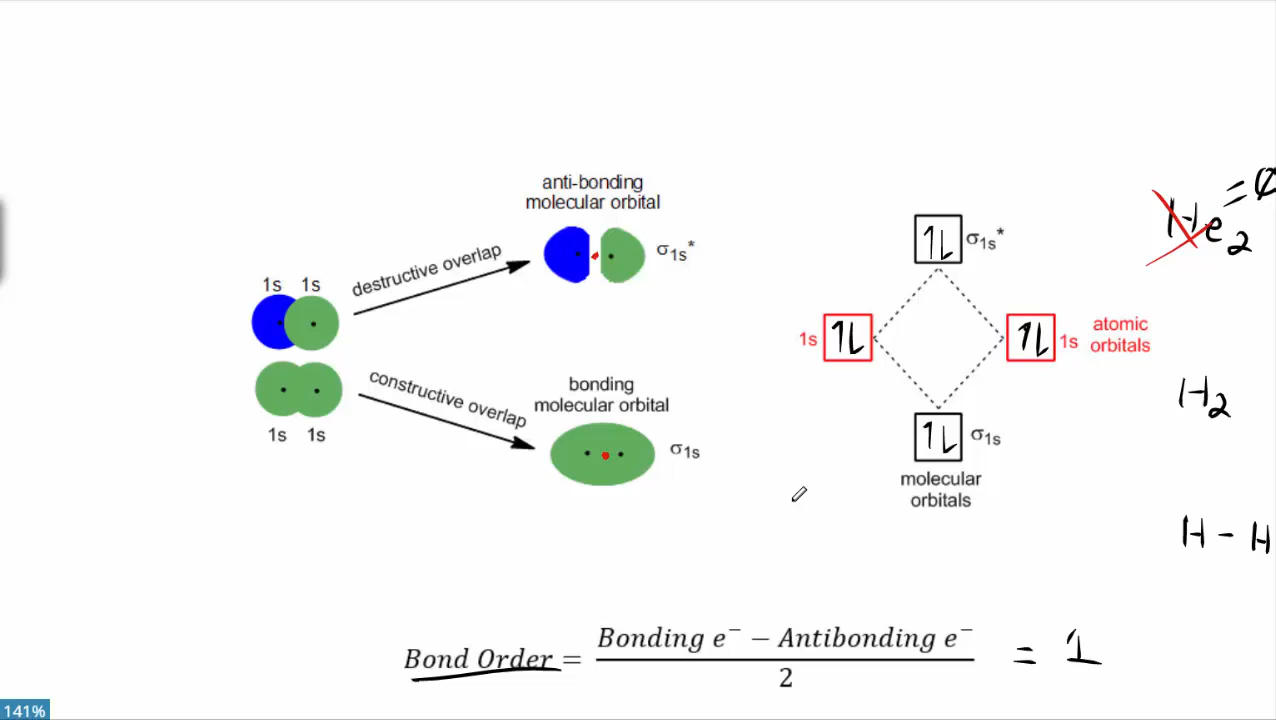 anti-bonding
molecular orbital
= Ø
He₂
σ₁ₛ*
↿⇂ σ₁ₛ*
destructive overlap
1s 1s
1s ↿⇂
↿⇂ 1s
atomic
orbitals
constructive overlap
bonding
molecular orbital
H₂
1s 1s
σ₁ₛ
↿⇂ σ₁ₛ
molecular
orbitals
H - H
Bond Order = (Bonding e⁻ − Antibonding e⁻) / 2 = 1
141%